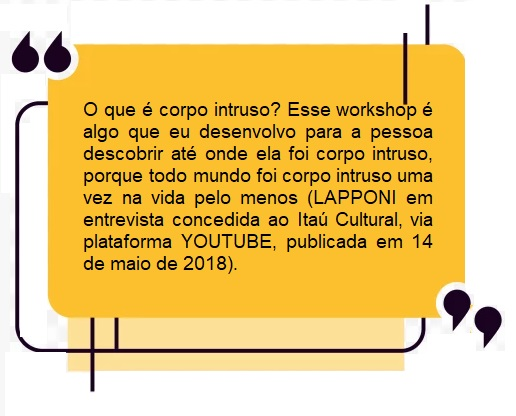 O que é corpo intruso? Esse workshop é
algo que eu desenvolvo para a pessoa
descobrir até onde ela foi corpo intruso,
porque todo mundo foi corpo intruso uma
vez na vida pelo menos (LAPPONI em
entrevista concedida ao Itaú Cultural, via
plataforma YOUTUBE, publicada em 14
de maio de 2018).